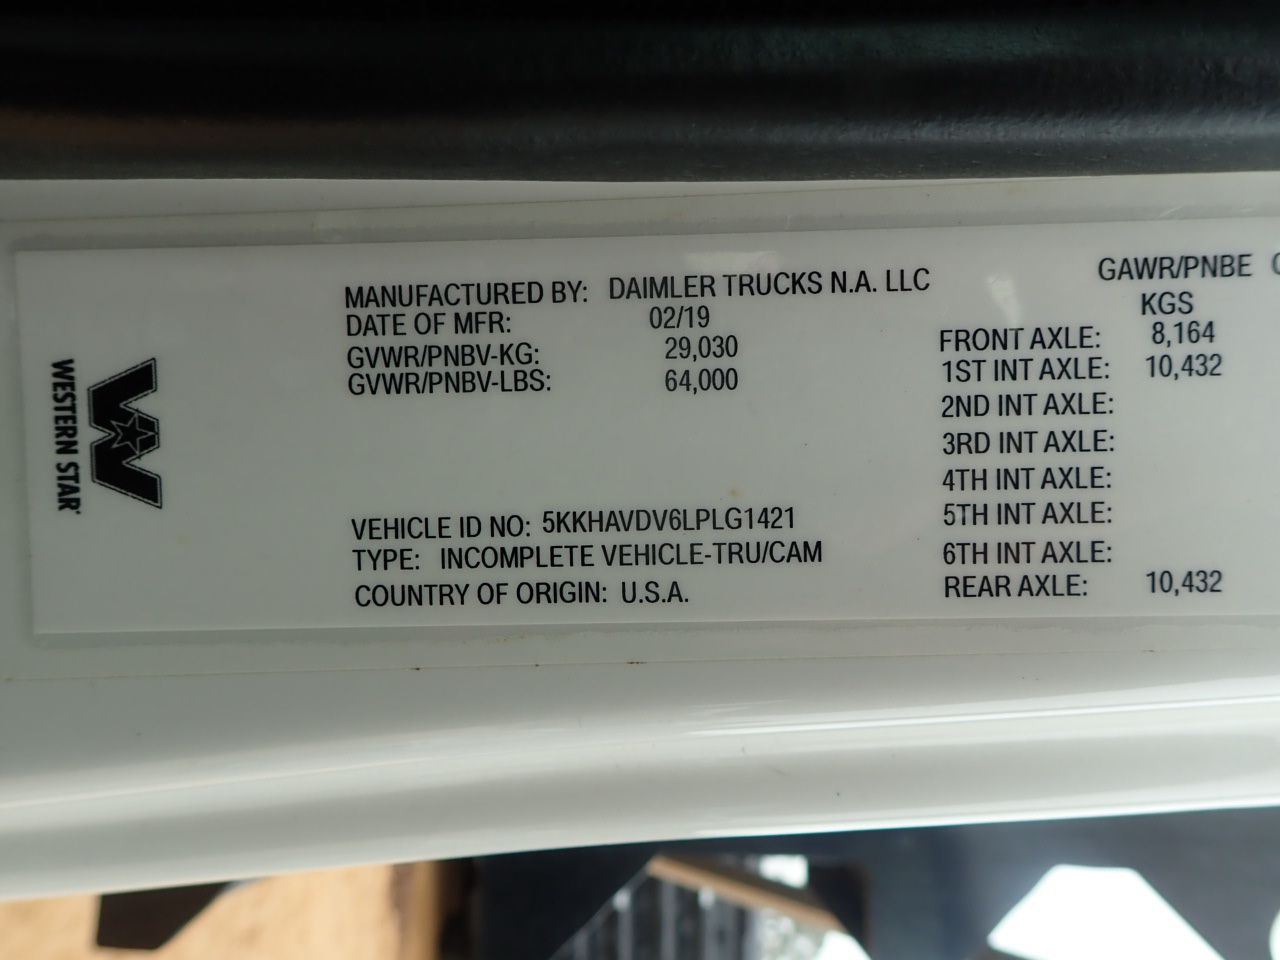 WESTERN STAR
MANUFACTURED BY: DAIMLER TRUCKS N.A. LLC
DATE OF MFR: 02/19
GVWR/PNBV-KG: 29,030
GVWR/PNBV-LBS: 64,000
VEHICLE ID NO: 5KKHAVDV6LPLG1421
TYPE: INCOMPLETE VEHICLE-TRU/CAM
COUNTRY OF ORIGIN: U.S.A.
GAWR/PNBE
KGS
FRONT AXLE: 8,164
1ST INT AXLE: 10,432
2ND INT AXLE:
3RD INT AXLE:
4TH INT AXLE:
5TH INT AXLE:
6TH INT AXLE:
REAR AXLE: 10,432